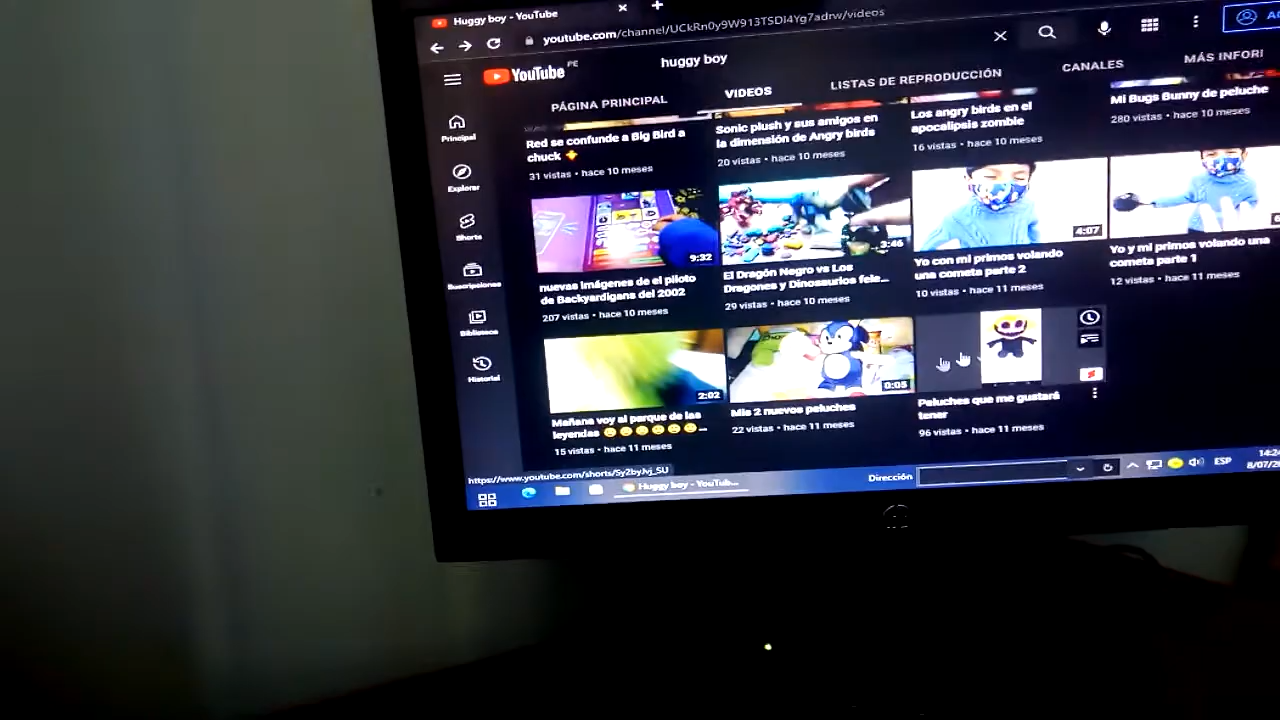 Huggy boy - YouTube
youtube.com/channel/UCkRn0y9W913TSDI4Yg7adrw/videos
YouTube PE
huggy boy
PÁGINA PRINCIPAL
VIDEOS
LISTAS DE REPRODUCCIÓN
CANALES
MÁS INFORI
Principal
Explorar
Shorts
Suscripciones
Biblioteca
Historial
Red se confunde a Big Bird a
chuck
31 vistas • hace 10 meses
Sonic plush y sus amigos en
la dimensión de Angry birds
20 vistas • hace 10 meses
Los angry birds en el
apocalipsis zombie
16 vistas • hace 10 meses
Mi Bugs Bunny de peluche
280 vistas • hace 11 meses
9:32
nuevas imágenes de el piloto
de Backyardigans del 2002
207 vistas • hace 10 meses
3:46
El Dragón Negro vs Los
Dragones y Dinosaurios fele...
29 vistas • hace 10 meses
4:07
Yo con mi primos volando
una cometa parte 2
10 vistas • hace 11 meses
Yo y mi primos volando una
cometa parte 1
12 vistas • hace 11 meses
2:02
Mañana voy al parque de las
leyendas 😀😀😀😀😀😀...
15 vistas • hace 11 meses
0:05
Mis 2 nuevos peluches
22 vistas • hace 11 meses
Peluches que me gustará
tener
96 vistas • hace 11 meses
https://www.youtube.com/shorts/Sy2byJvj_SU
Huggy boy - YouTub...
Dirección
ESP
14:24
8/07/2
hp